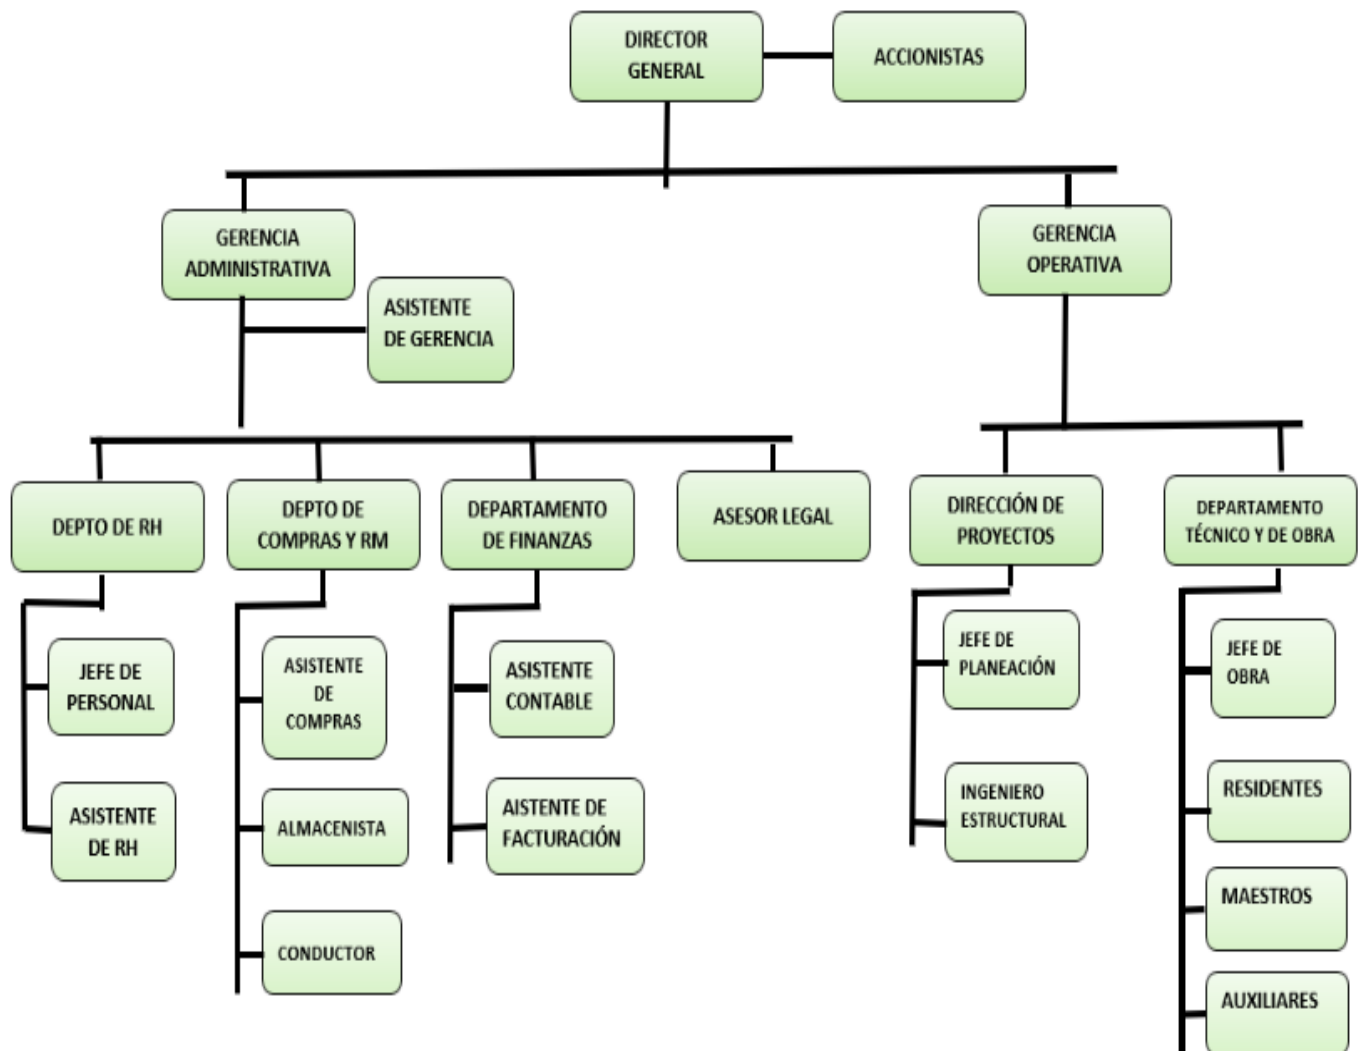 DIRECTOR
GENERAL
ACCIONISTAS
GERENCIA
ADMINISTRATIVA
GERENCIA
OPERATIVA
ASISTENTE
DE GERENCIA
DEPTO DE RH
DEPTO DE
COMPRAS Y RM
DEPARTAMENTO
DE FINANZAS
ASESOR LEGAL
DIRECCIÓN DE
PROYECTOS
DEPARTAMENTO
TÉCNICO Y DE OBRA
JEFE DE
PERSONAL
ASISTENTE
DE RH
ASISTENTE
DE
COMPRAS
ALMACENISTA
CONDUCTOR
ASISTENTE
CONTABLE
AISTENTE DE
FACTURACIÓN
JEFE DE
PLANEACIÓN
INGENIERO
ESTRUCTURAL
JEFE DE
OBRA
RESIDENTES
MAESTROS
AUXILIARES